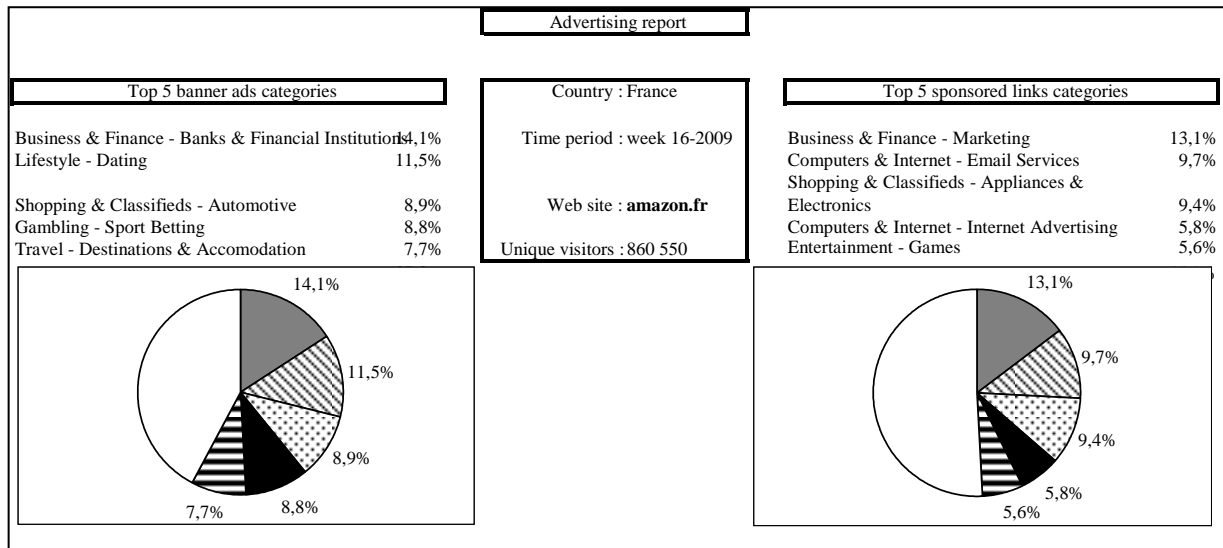 Advertising report
Top 5 banner ads categories
Business & Finance - Banks & Financial Institutions 14,1%
Lifestyle - Dating 11,5%
Shopping & Classifieds - Automotive 8,9%
Gambling - Sport Betting 8,8%
Travel - Destinations & Accomodation 7,7%
Country : France
Time period : week 16-2009
Web site : amazon.fr
Unique visitors : 860 550
Top 5 sponsored links categories
Business & Finance - Marketing 13,1%
Computers & Internet - Email Services 9,7%
Shopping & Classifieds - Appliances &
Electronics 9,4%
Computers & Internet - Internet Advertising 5,8%
Entertainment - Games 5,6%
14,1%
11,5%
8,9%
8,8%
7,7%
13,1%
9,7%
9,4%
5,8%
5,6%